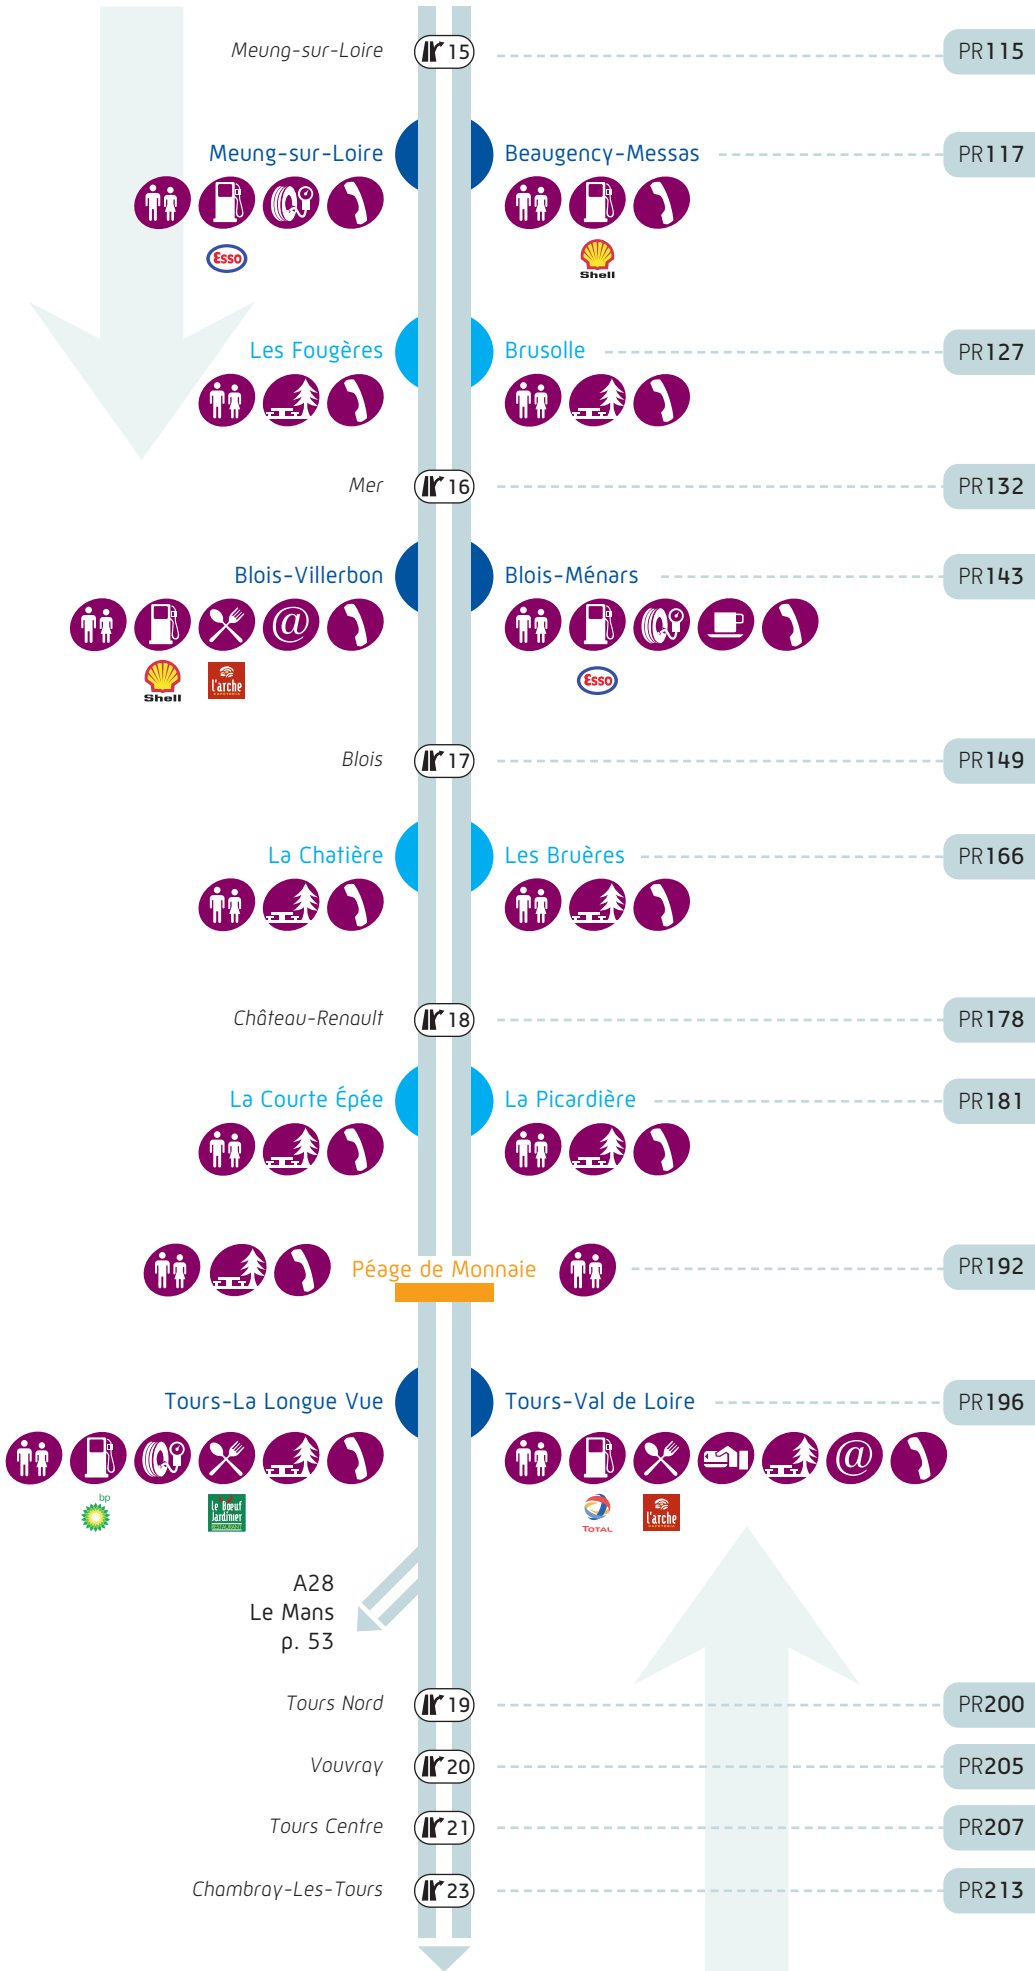 Meung-sur-Loire 15 PR115
Meung-sur-Loire Beaugency-Messas PR117
Esso Shell
Les Fougères Brusolle PR127
Mer 16 PR132
Blois-Villerbon Blois-Ménars PR143
@
Shell l'arche CAFETERIA Esso
Blois 17 PR149
La Chatière Les Bruères PR166
Château-Renault 18 PR178
La Courte Épée La Picardière PR181
Péage de Monnaie PR192
Tours-La Longue Vue Tours-Val de Loire PR196
@
bp le Bœuf Jardinier RESTAURANT TOTAL l'arche CAFETERIA
A28
Le Mans
p. 53
Tours Nord 19 PR200
Vouvray 20 PR205
Tours Centre 21 PR207
Chambray-Les-Tours 23 PR213